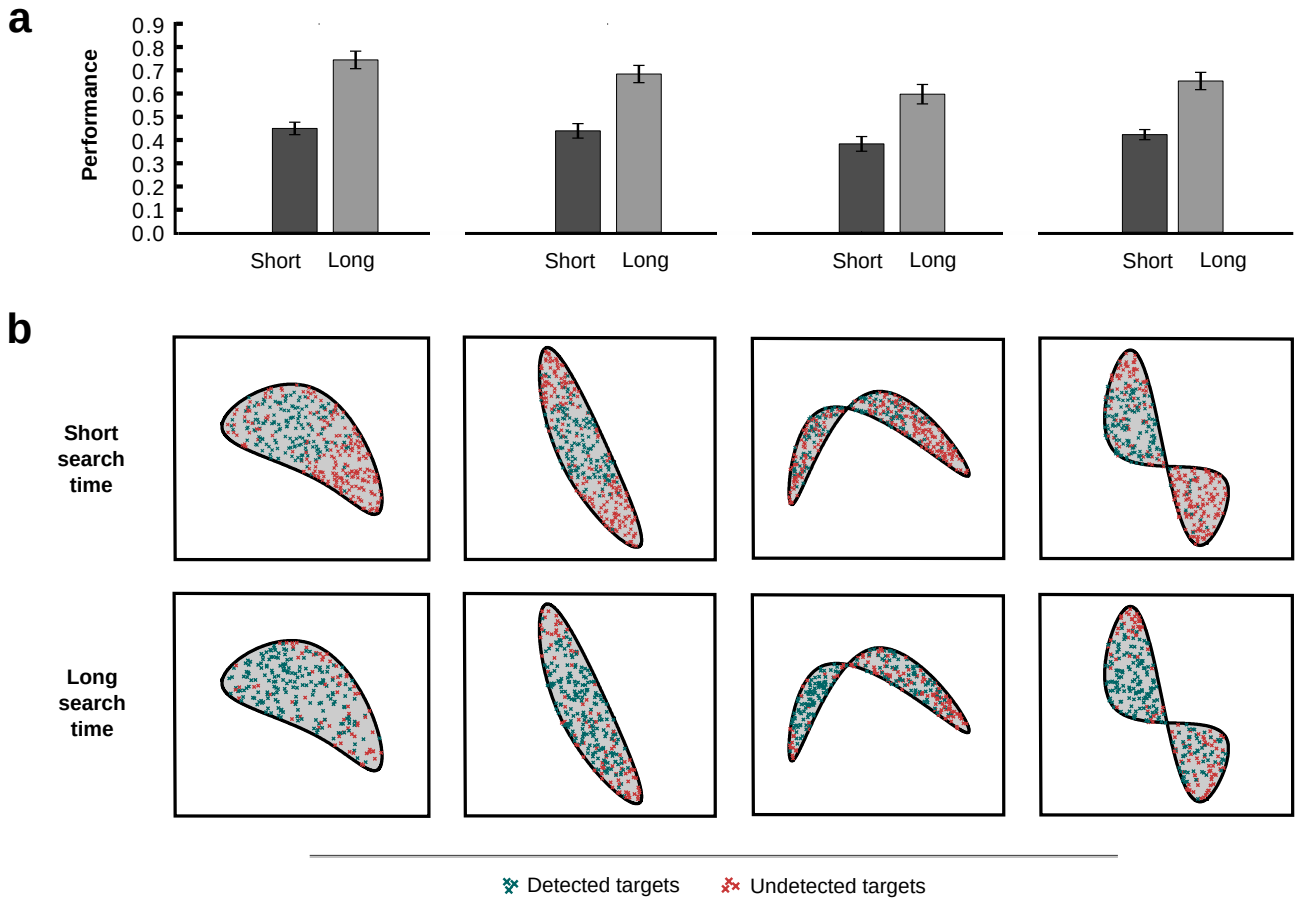 a
Performance
0.9
0.8
0.7
0.6
0.5
0.4
0.3
0.2
0.1
0.0
Short Long
Short Long
Short Long
Short Long
b
Short
search
time
Long
search
time
Detected targets
Undetected targets